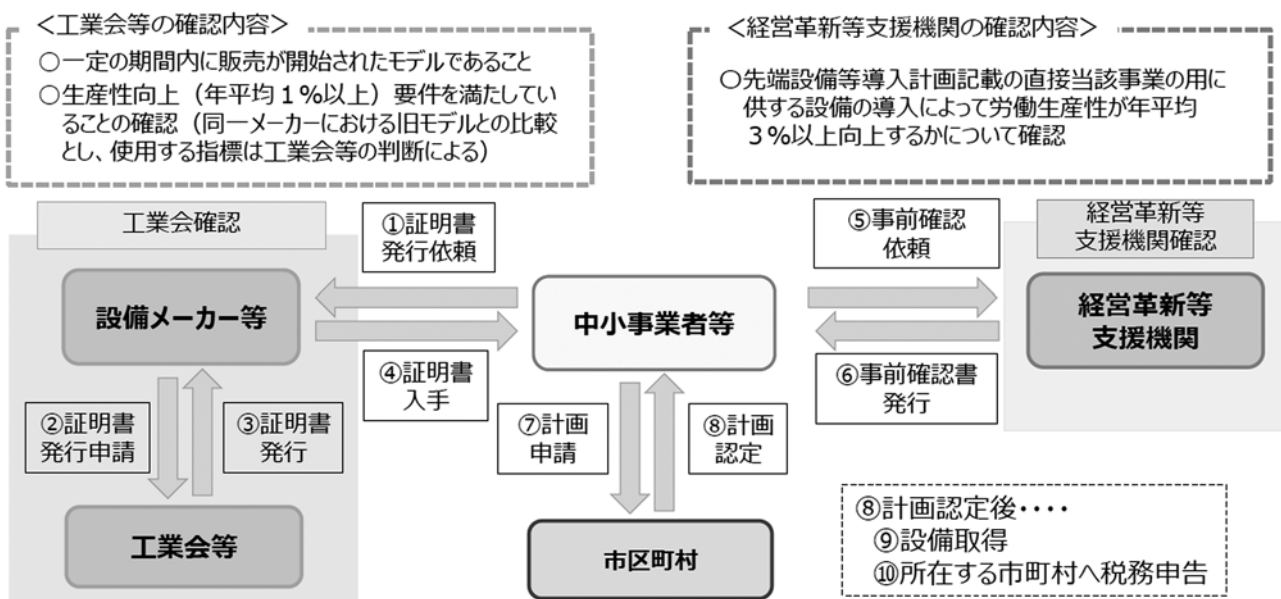 <工業会等の確認内容>
○一定の期間内に販売が開始されたモデルであること
○生産性向上（年平均１%以上）要件を満たしてい
ることの確認（同一メーカーにおける旧モデルとの比較
とし、使用する指標は工業会等の判断による）
<経営革新等支援機関の確認内容>
○先端設備等導入計画記載の直接当該事業の用に
供する設備の導入によって労働生産性が年平均
３%以上向上するかについて確認
工業会確認
①証明書
発行依頼
⑤事前確認
依頼
経営革新等
支援機関確認
設備メーカー等
中小事業者等
経営革新等
支援機関
④証明書
入手
⑥事前確認書
発行
②証明書
発行申請
③証明書
発行
⑦計画
申請
⑧計画
認定
工業会等
市区町村
⑧計画認定後・・・・
⑨設備取得
⑩所在する市町村へ税務申告